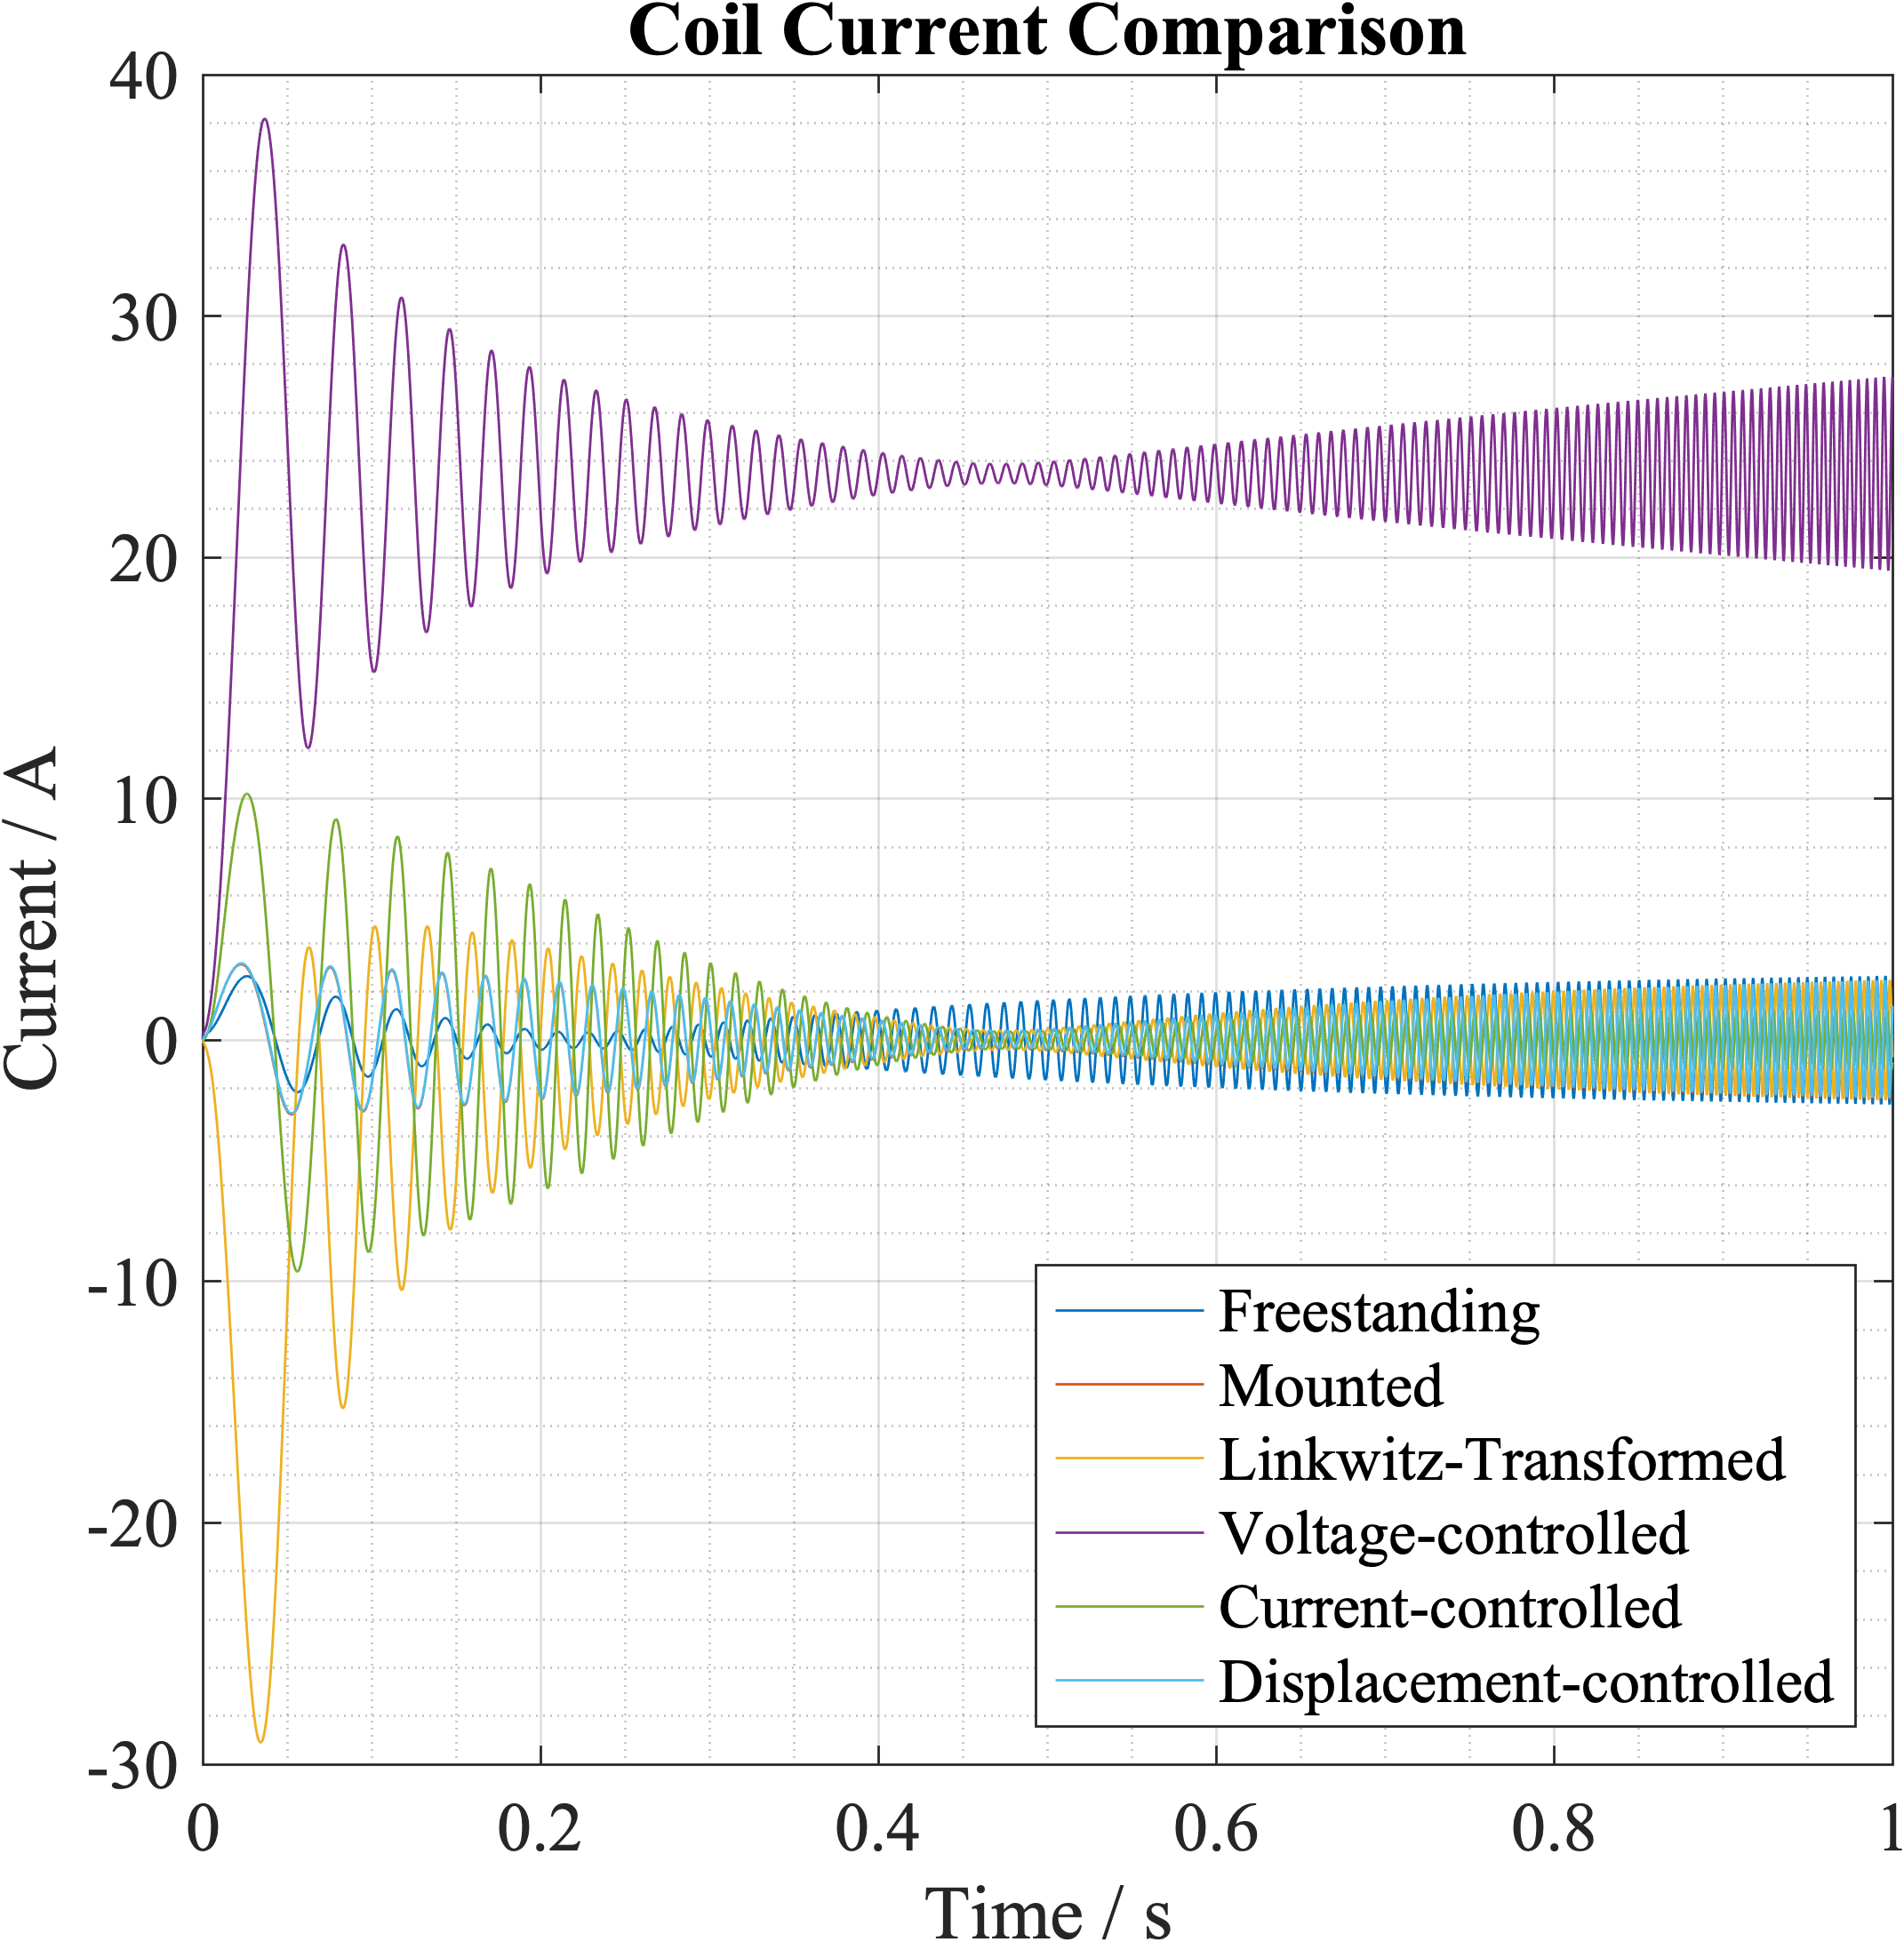 Coil Current Comparison
40
30
20
10
0
-10
-20
-30
Current / A
Freestanding
Mounted
Linkwitz-Transformed
Voltage-controlled
Current-controlled
Displacement-controlled
0 0.2 0.4 0.6 0.8 1
Time / s